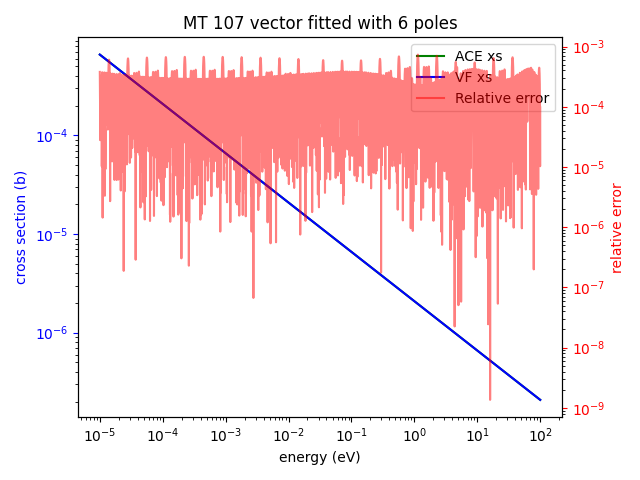 MT 107 vector fitted with 6 poles
ACE xs
VF xs
Relative error
cross section (b)
10⁻⁴
10⁻⁵
10⁻⁶
relative error
10⁻³
10⁻⁴
10⁻⁵
10⁻⁶
10⁻⁷
10⁻⁸
10⁻⁹
10⁻⁵ 10⁻⁴ 10⁻³ 10⁻² 10⁻¹ 10⁰ 10¹ 10²
energy (eV)